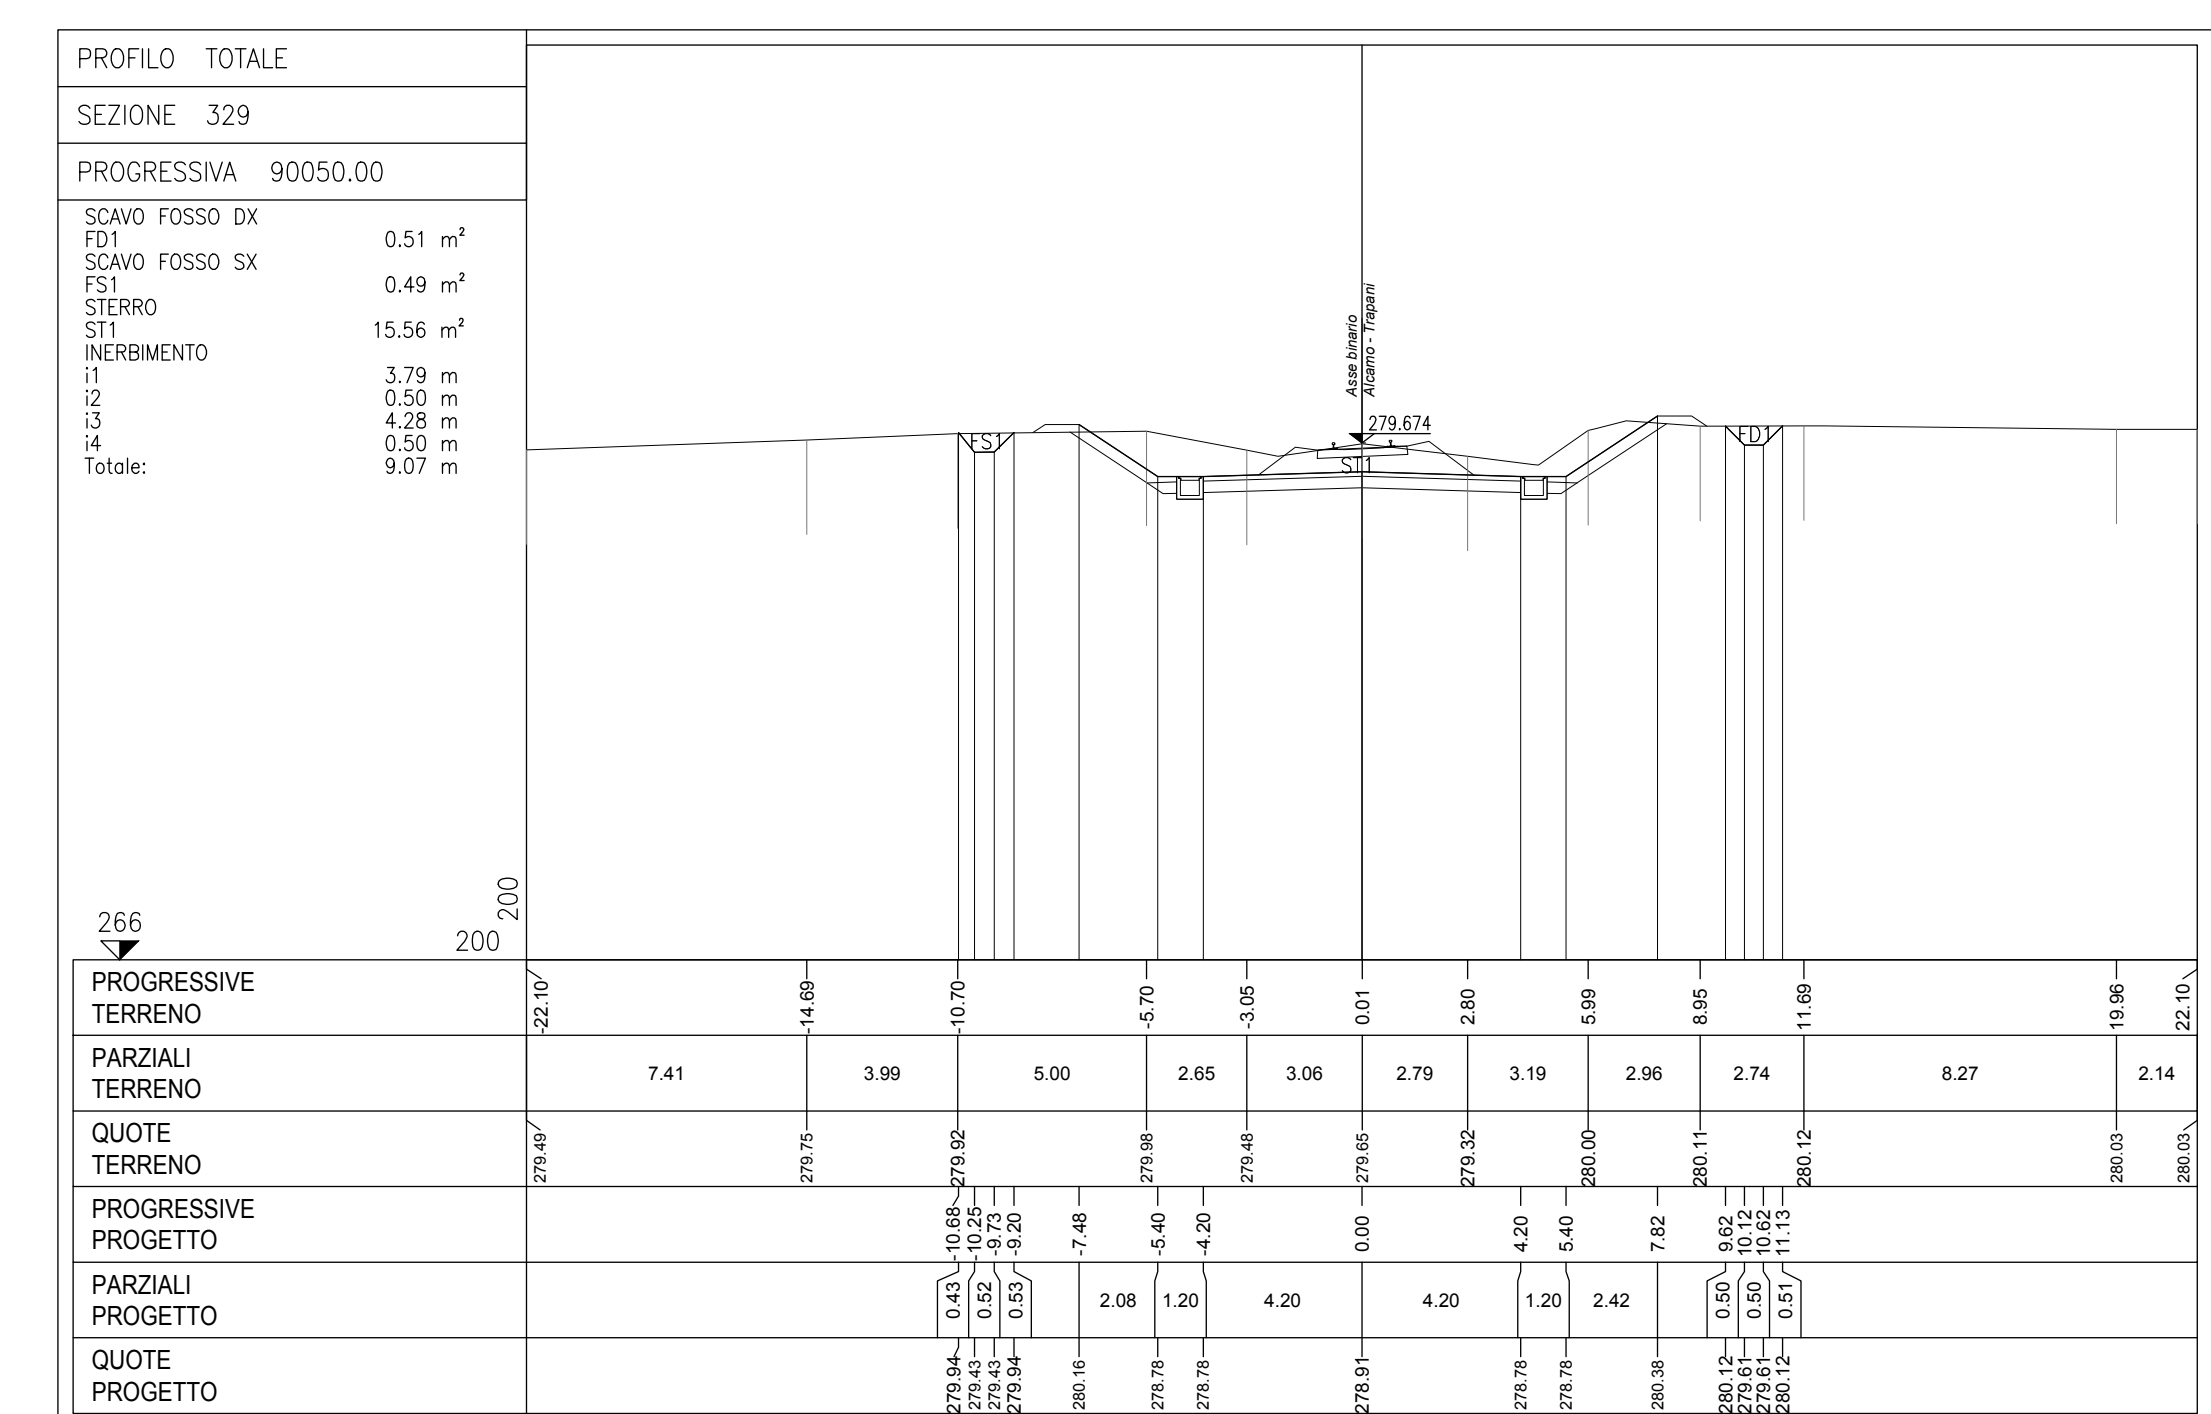 PROFILO TOTALE
SEZIONE 329
PROGRESSIVA 90050.00
SCAVO FOSSO DX
FD1 0.51 m²
SCAVO FOSSO SX
FS1 0.49 m²
STERRO
ST1 15.56 m²
INERBIMENTO
i1 3.79 m
i2 0.50 m
i3 4.28 m
i4 0.50 m
Totale: 9.07 m
Asse binario
Alcamo - Trapani
279.674
FS1
ST1
FD1
266
200
200
PROGRESSIVE
TERRENO
-22.10 -14.69 -10.70 -5.70 -3.05 0.01 2.80 5.99 8.95 11.69 19.96 22.10
PARZIALI
TERRENO
7.41 3.99 5.00 2.65 3.06 2.79 3.19 2.96 2.74 8.27 2.14
QUOTE
TERRENO
279.49 279.75 279.92 279.98 279.48 279.65 279.32 280.00 280.11 280.12 280.03 280.03
PROGRESSIVE
PROGETTO
-10.68 -10.25 -9.73 -9.20 -7.48 -5.40 -4.20 0.00 4.20 5.40 7.82 9.62 10.12 10.62 11.13
PARZIALI
PROGETTO
0.43 0.52 0.53 2.08 1.20 4.20 4.20 1.20 2.42 0.50 0.50 0.51
QUOTE
PROGETTO
279.94 279.43 279.43 279.94 280.16 278.78 278.78 278.91 278.78 278.78 280.38 280.12 279.61 279.61 280.12